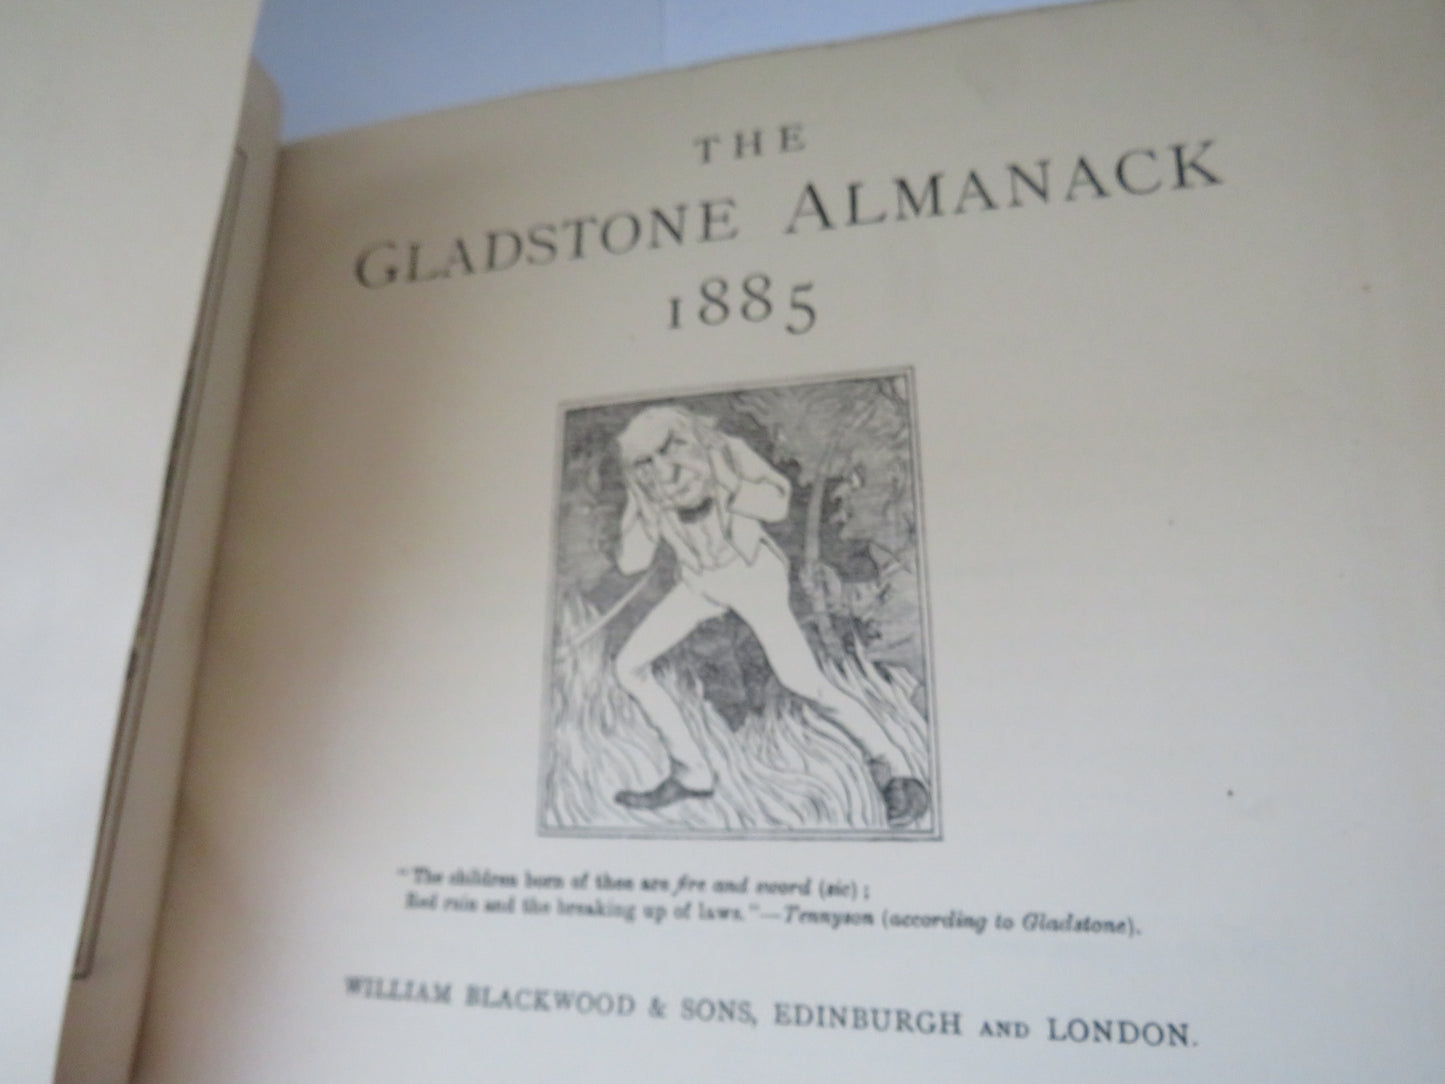 THE
GLADSTONE ALMANACK
1885
"The children born of thee are fire and sword (sic);
Red ruin and the breaking up of laws."—Tennyson (according to Gladstone).
WILLIAM BLACKWOOD & SONS, EDINBURGH AND LONDON.